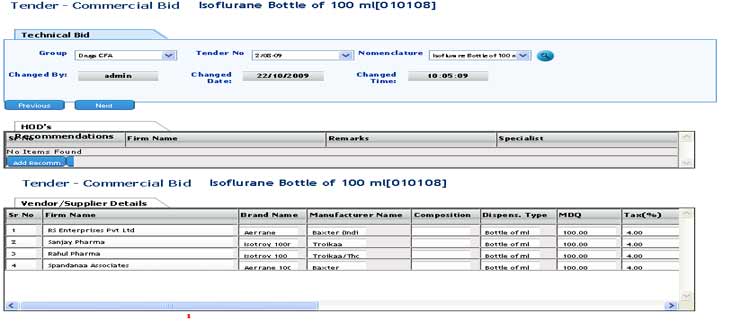 Tender - Commercial Bid Isoflurane Bottle of 100 ml[010108]
Technical Bid
Group Drugs CFA Tender No 2/08-09 Nomenclature Isoflurane Bottle of 100 m
Changed By: admin Changed Date: 22/10/2009 Changed Time: 10:05:09
Previous Next
HOD's Recommendations
Sr No Firm Name Remarks Specialist
No Items Found
Add Recomm
Tender - Commercial Bid Isoflurane Bottle of 100 ml[010108]
Vendor/Supplier Details
Sr No Firm Name Brand Name Manufacturer Name Composition Dispens. Type MDQ Tax(%)
1 Enterprises Pvt Ltd Aerrane Baxter (Indi Bottle of ml 100.00 4.00
2 Sanjay Pharma Isotroy 100 Troikaa Bottle of ml 100.00 4.00
3 Rahul Pharma Isotroy 100 Troikaa/Tho Bottle of ml 100.00 4.00
4 Spandanaa Associates Aerrane 100 Baxter Bottle of ml 100.00 4.00
1